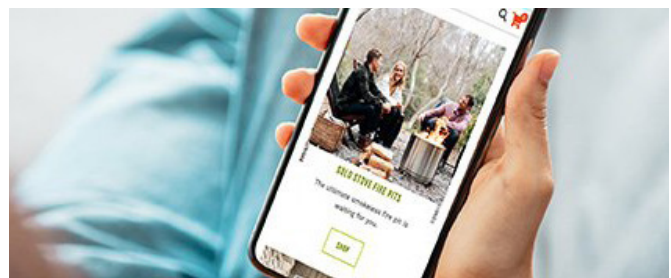 SOLO STOVE FIRE PITS
The ultimate smokeless fire pit is
waiting for you.
SHOP